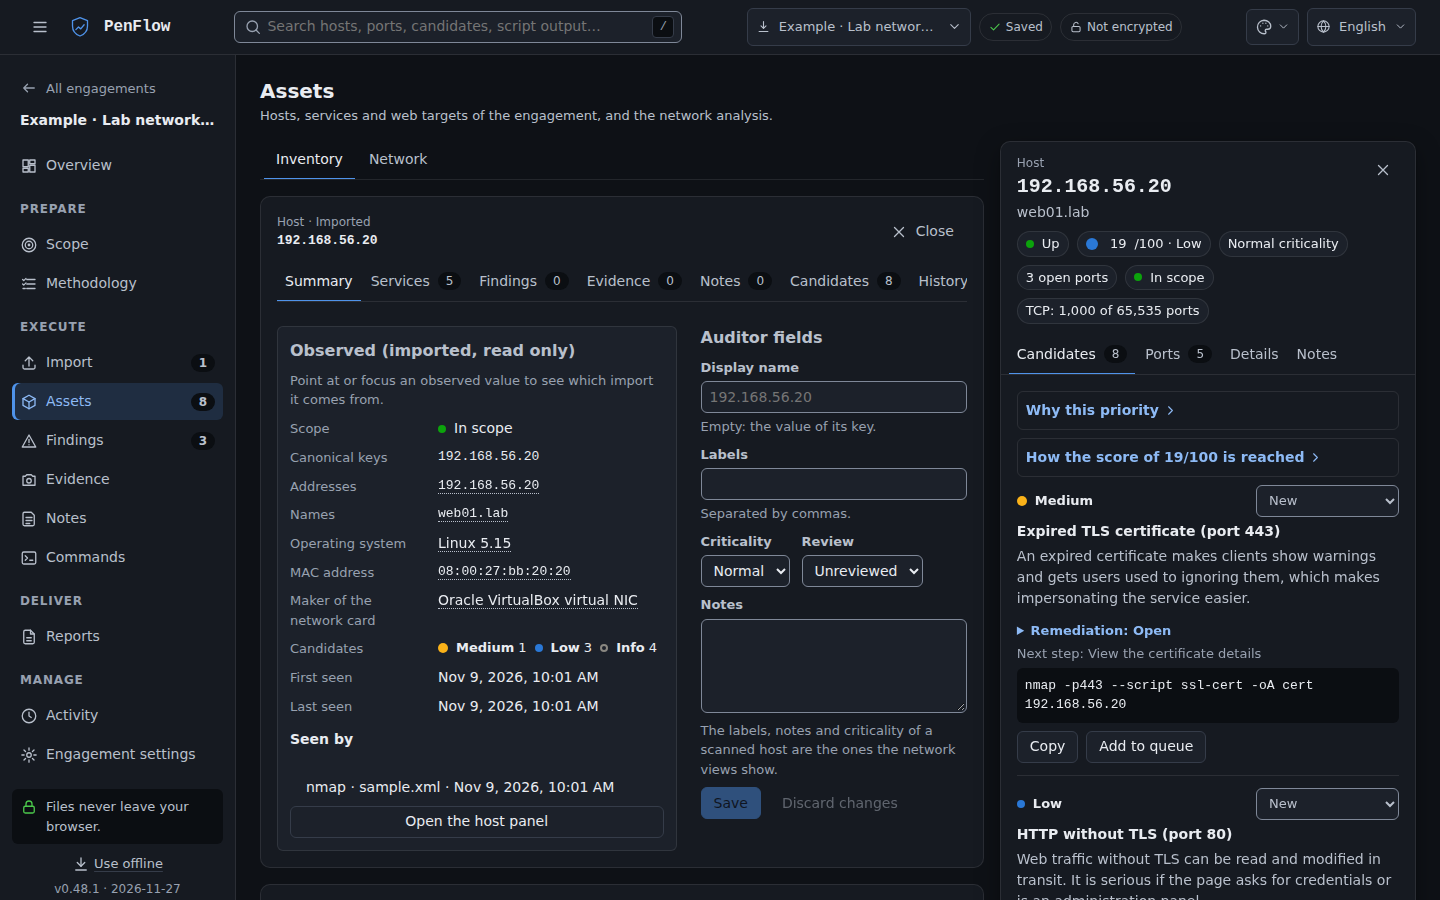 PenFlow
Search hosts, ports, candidates, script output…
/
Example · Lab networ…
Saved
Not encrypted
English
All engagements
Example · Lab network…
Overview
PREPARE
Scope
Methodology
EXECUTE
Import 1
Assets 8
Findings 3
Evidence
Notes
Commands
DELIVER
Reports
MANAGE
Activity
Engagement settings
Files never leave your
browser.
Use offline
v0.48.1 · 2026-11-27
Assets
Hosts, services and web targets of the engagement, and the network analysis.
Inventory Network
Host · Imported
192.168.56.20
Close
Summary Services 5 Findings 0 Evidence 0 Notes 0 Candidates 8 History
Observed (imported, read only)
Point at or focus an observed value to see which import
it comes from.
Scope In scope
Canonical keys 192.168.56.20
Addresses 192.168.56.20
Names web01.lab
Operating system Linux 5.15
MAC address 08:00:27:bb:20:20
Maker of the
network card
Oracle VirtualBox virtual NIC
Candidates Medium 1 Low 3 Info 4
First seen Nov 9, 2026, 10:01 AM
Last seen Nov 9, 2026, 10:01 AM
Seen by
nmap · sample.xml · Nov 9, 2026, 10:01 AM
Open the host panel
Auditor fields
Display name
192.168.56.20
Empty: the value of its key.
Labels
Separated by commas.
Criticality Review
Normal Unreviewed
Notes
The labels, notes and criticality of a
scanned host are the ones the network
views show.
Save Discard changes
Host
192.168.56.20
web01.lab
Up 19 /100 · Low Normal criticality
3 open ports In scope
TCP: 1,000 of 65,535 ports
Candidates 8 Ports 5 Details Notes
Why this priority
How the score of 19/100 is reached
Medium New
Expired TLS certificate (port 443)
An expired certificate makes clients show warnings
and gets users used to ignoring them, which makes
impersonating the service easier.
Remediation: Open
Next step: View the certificate details
nmap -p443 --script ssl-cert -oA cert
192.168.56.20
Copy Add to queue
Low New
HTTP without TLS (port 80)
Web traffic without TLS can be read and modified in
transit. It is serious if the page asks for credentials or
is an administration panel.